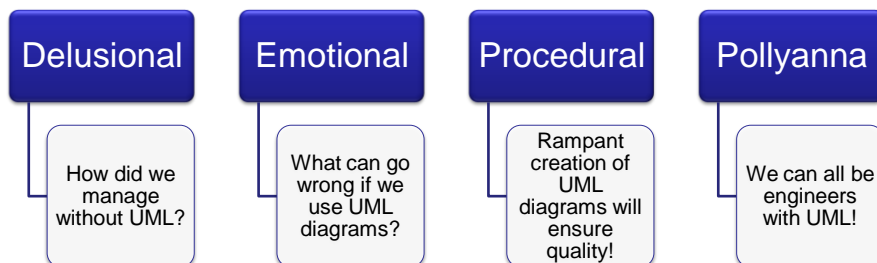 Delusional
How did we
manage
without UML?
Emotional
What can go
wrong if we
use UML
diagrams?
Procedural
Rampant
creation of
UML
diagrams will
ensure
quality!
Pollyanna
We can all be
engineers
with UML!